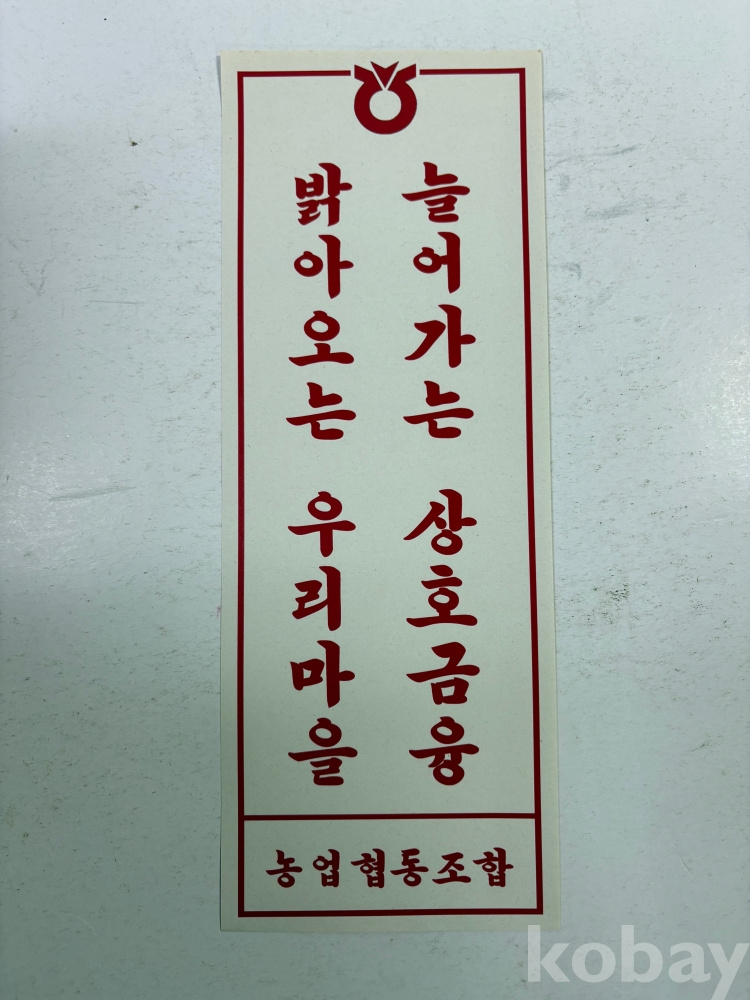 늘어가는 상호금융
밝아오는 우리마을
농업협동조합
kobay